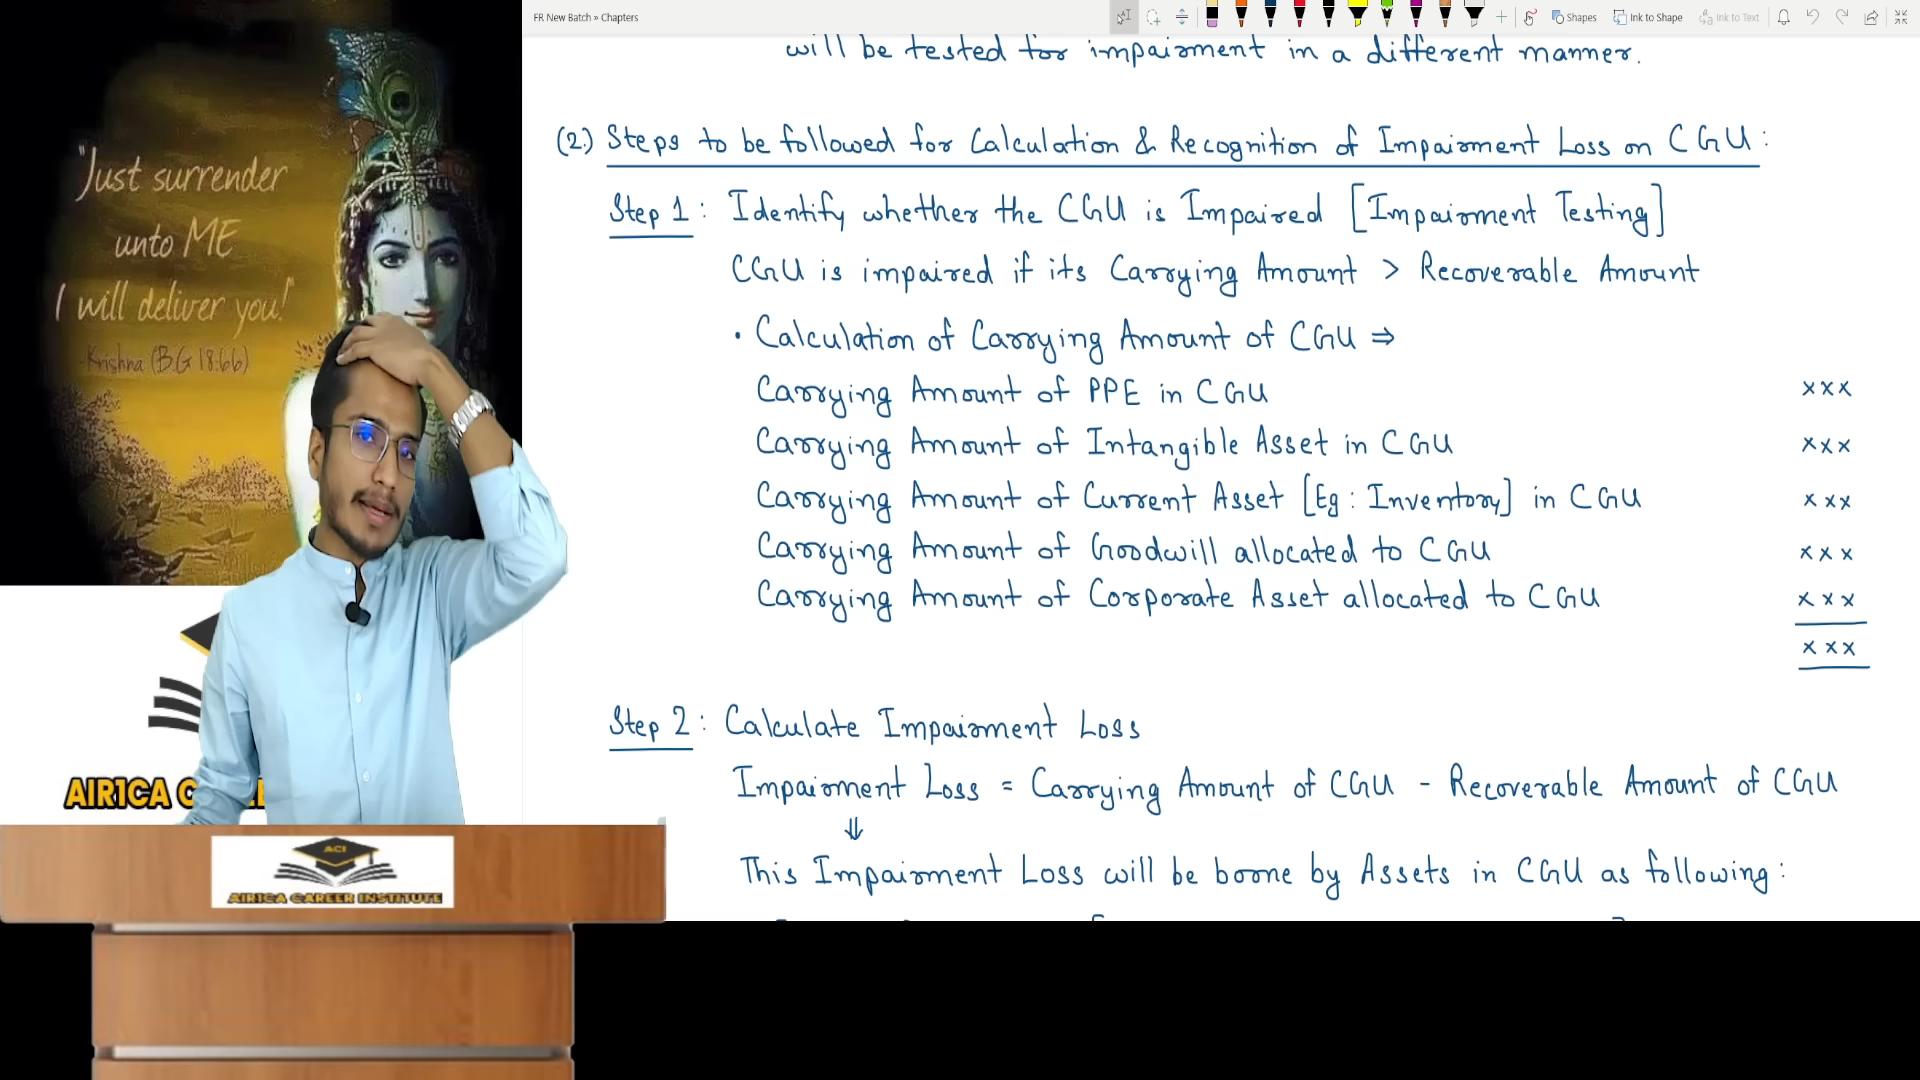 FR New Batch » Chapters
Shapes
Ink to Shape
Ink to Text
will be tested for impairment in a different manner.
(2.) Steps to be followed for Calculation & Recognition of Impairment Loss on CGU :
Step 1 : Identify whether the CGU is Impaired [Impairment Testing]
CGU is impaired if its Carrying Amount > Recoverable Amount
• Calculation of Carrying Amount of CGU ⇒
Carrying Amount of PPE in CGU xxx
Carrying Amount of Intangible Asset in CGU xxx
Carrying Amount of Current Asset [Eg : Inventory] in CGU xxx
Carrying Amount of Goodwill allocated to CGU xxx
Carrying Amount of Corporate Asset allocated to CGU xxx
xxx
Step 2 : Calculate Impairment Loss
Impairment Loss = Carrying Amount of CGU - Recoverable Amount of CGU
⇓
This Impairment Loss will be borne by Assets in CGU as following :
"Just surrender
unto ME
I will deliver you!"
-Krishna (B.G 18:66)
AIR1CA
ACI
AIR1CA CAREER INSTITUTE